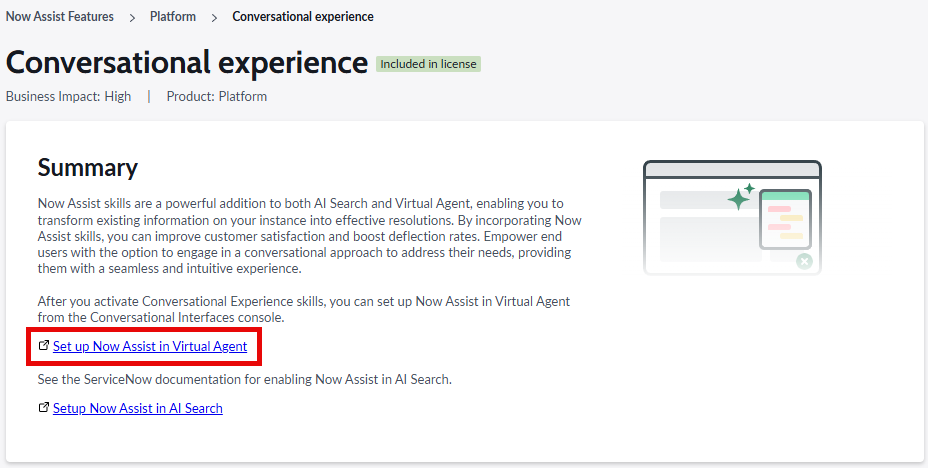 Now Assist Features > Platform > Conversational experience
Conversational experience Included in license
Business Impact: High | Product: Platform
Summary
Now Assist skills are a powerful addition to both AI Search and Virtual Agent, enabling you to
transform existing information on your instance into effective resolutions. By incorporating Now
Assist skills, you can improve customer satisfaction and boost deflection rates. Empower end
users with the option to engage in a conversational approach to address their needs, providing
them with a seamless and intuitive experience.
After you activate Conversational Experience skills, you can set up Now Assist in Virtual Agent
from the Conversational Interfaces console.
Set up Now Assist in Virtual Agent
See the ServiceNow documentation for enabling Now Assist in AI Search.
Setup Now Assist in AI Search